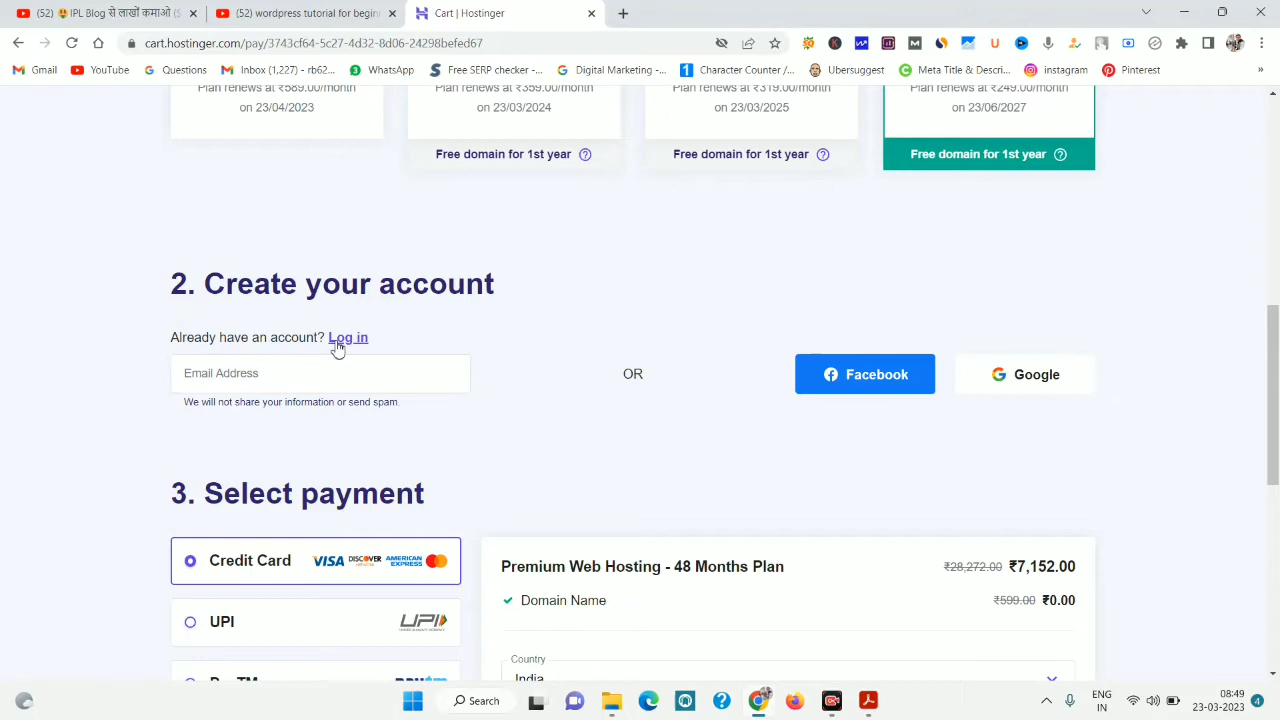 (52) 😃 IPL Blog से लाखों कमाओ (S
(52) wordpress tutorial for begin
Cart | Hostinger
cart.hostinger.com/pay/3743cf64-5c27-4d32-8d06-24298befed67
Gmail
YouTube
Questions
Inbox (1,227) - rb62...
WhatsApp
Free SERP checker -...
Digital Marketing -...
Character Counter /...
Ubersuggest
Meta Title & Descri...
instagram
Pinterest
»
Plan renews at ₹589.00/month
on 23/04/2023
Plan renews at ₹359.00/month
on 23/03/2024
Free domain for 1st year
Plan renews at ₹319.00/month
on 23/03/2025
Free domain for 1st year
Plan renews at ₹249.00/month
on 23/06/2027
Free domain for 1st year
2. Create your account
Already have an account? Log in
Email Address
We will not share your information or send spam.
OR
Facebook
Google
3. Select payment
Credit Card VISA DISCOVER AMERICAN EXPRESS
UPI UPI
Premium Web Hosting - 48 Months Plan ₹28,272.00 ₹7,152.00
Domain Name ₹599.00 ₹0.00
Country
India
PayTM
Search
ENG
IN
08:49
23-03-2023
4